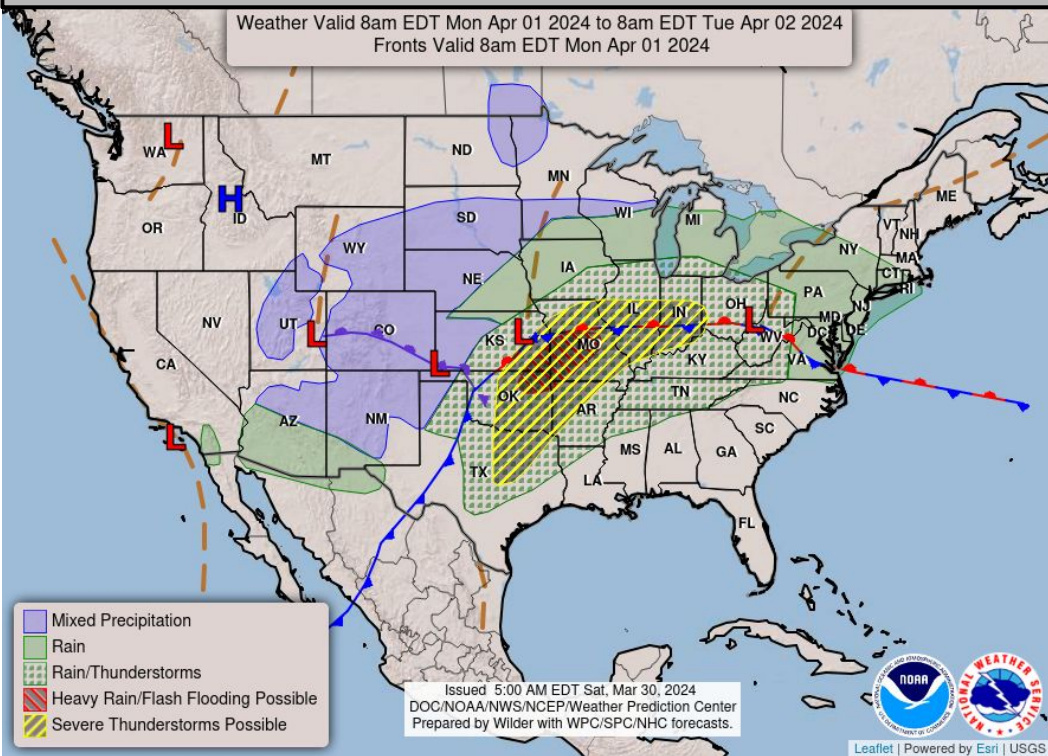 Weather Valid 8am EDT Mon Apr 01 2024 to 8am EDT Tue Apr 02 2024
Fronts Valid 8am EDT Mon Apr 01 2024
L
WA
MT
ND
MN
ME
H
ID
OR
SD
WI
MI
VT
NH
NY
MA
WY
CT
RI
NE
IA
PA
NJ
OH
NV
UT
L
CO
IL
IN
L
MD
DE
DC
KS
L
MO
WV
VA
CA
L
KY
OK
TN
NC
AZ
NM
AR
SC
L
MS
AL
GA
TX
LA
FL
Mixed Precipitation
Rain
Rain/Thunderstorms
Heavy Rain/Flash Flooding Possible
Severe Thunderstorms Possible
Issued 5:00 AM EDT Sat, Mar 30, 2024
DOC/NOAA/NWS/NCEP/Weather Prediction Center
Prepared by Wilder with WPC/SPC/NHC forecasts.
NOAA
NATIONAL WEATHER SERVICE
Leaflet | Powered by Esri | USGS